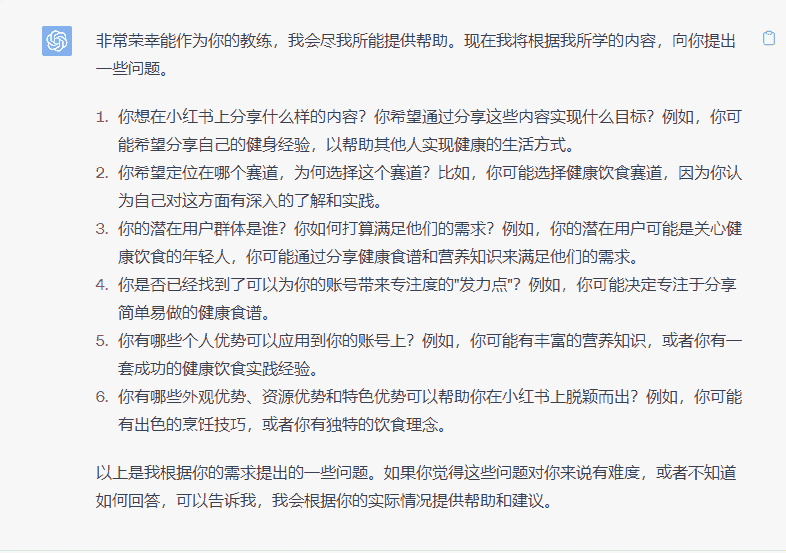 非常荣幸能作为你的教练，我会尽我所能提供帮助。现在我将根据我所学的内容，向你提出
一些问题。
1. 你想在小红书上分享什么样的内容？你希望通过分享这些内容实现什么目标？例如，你可
能希望分享自己的健身经验，以帮助其他人实现健康的生活方式。
2. 你希望定位在哪个赛道，为何选择这个赛道？比如，你可能选择健康饮食赛道，因为你认
为自己对这方面有深入的了解和实践。
3. 你的潜在用户群体是谁？你如何打算满足他们的需求？例如，你的潜在用户可能是关心健
康饮食的年轻人，你可能通过分享健康食谱和营养知识来满足他们的需求。
4. 你是否已经找到了可以为你的账号带来专注度的"发力点"？例如，你可能决定专注于分享
简单易做的健康食谱。
5. 你有哪些个人优势可以应用到你的账号上？例如，你可能有丰富的营养知识，或者你有一
套成功的健康饮食实践经验。
6. 你有哪些外观优势、资源优势和特色优势可以帮助你在小红书上脱颖而出？例如，你可能
有出色的烹饪技巧，或者你有独特的饮食理念。
以上是我根据你的需求提出的一些问题。如果你觉得这些问题对你来说有难度，或者不知道
如何回答，可以告诉我，我会根据你的实际情况提供帮助和建议。